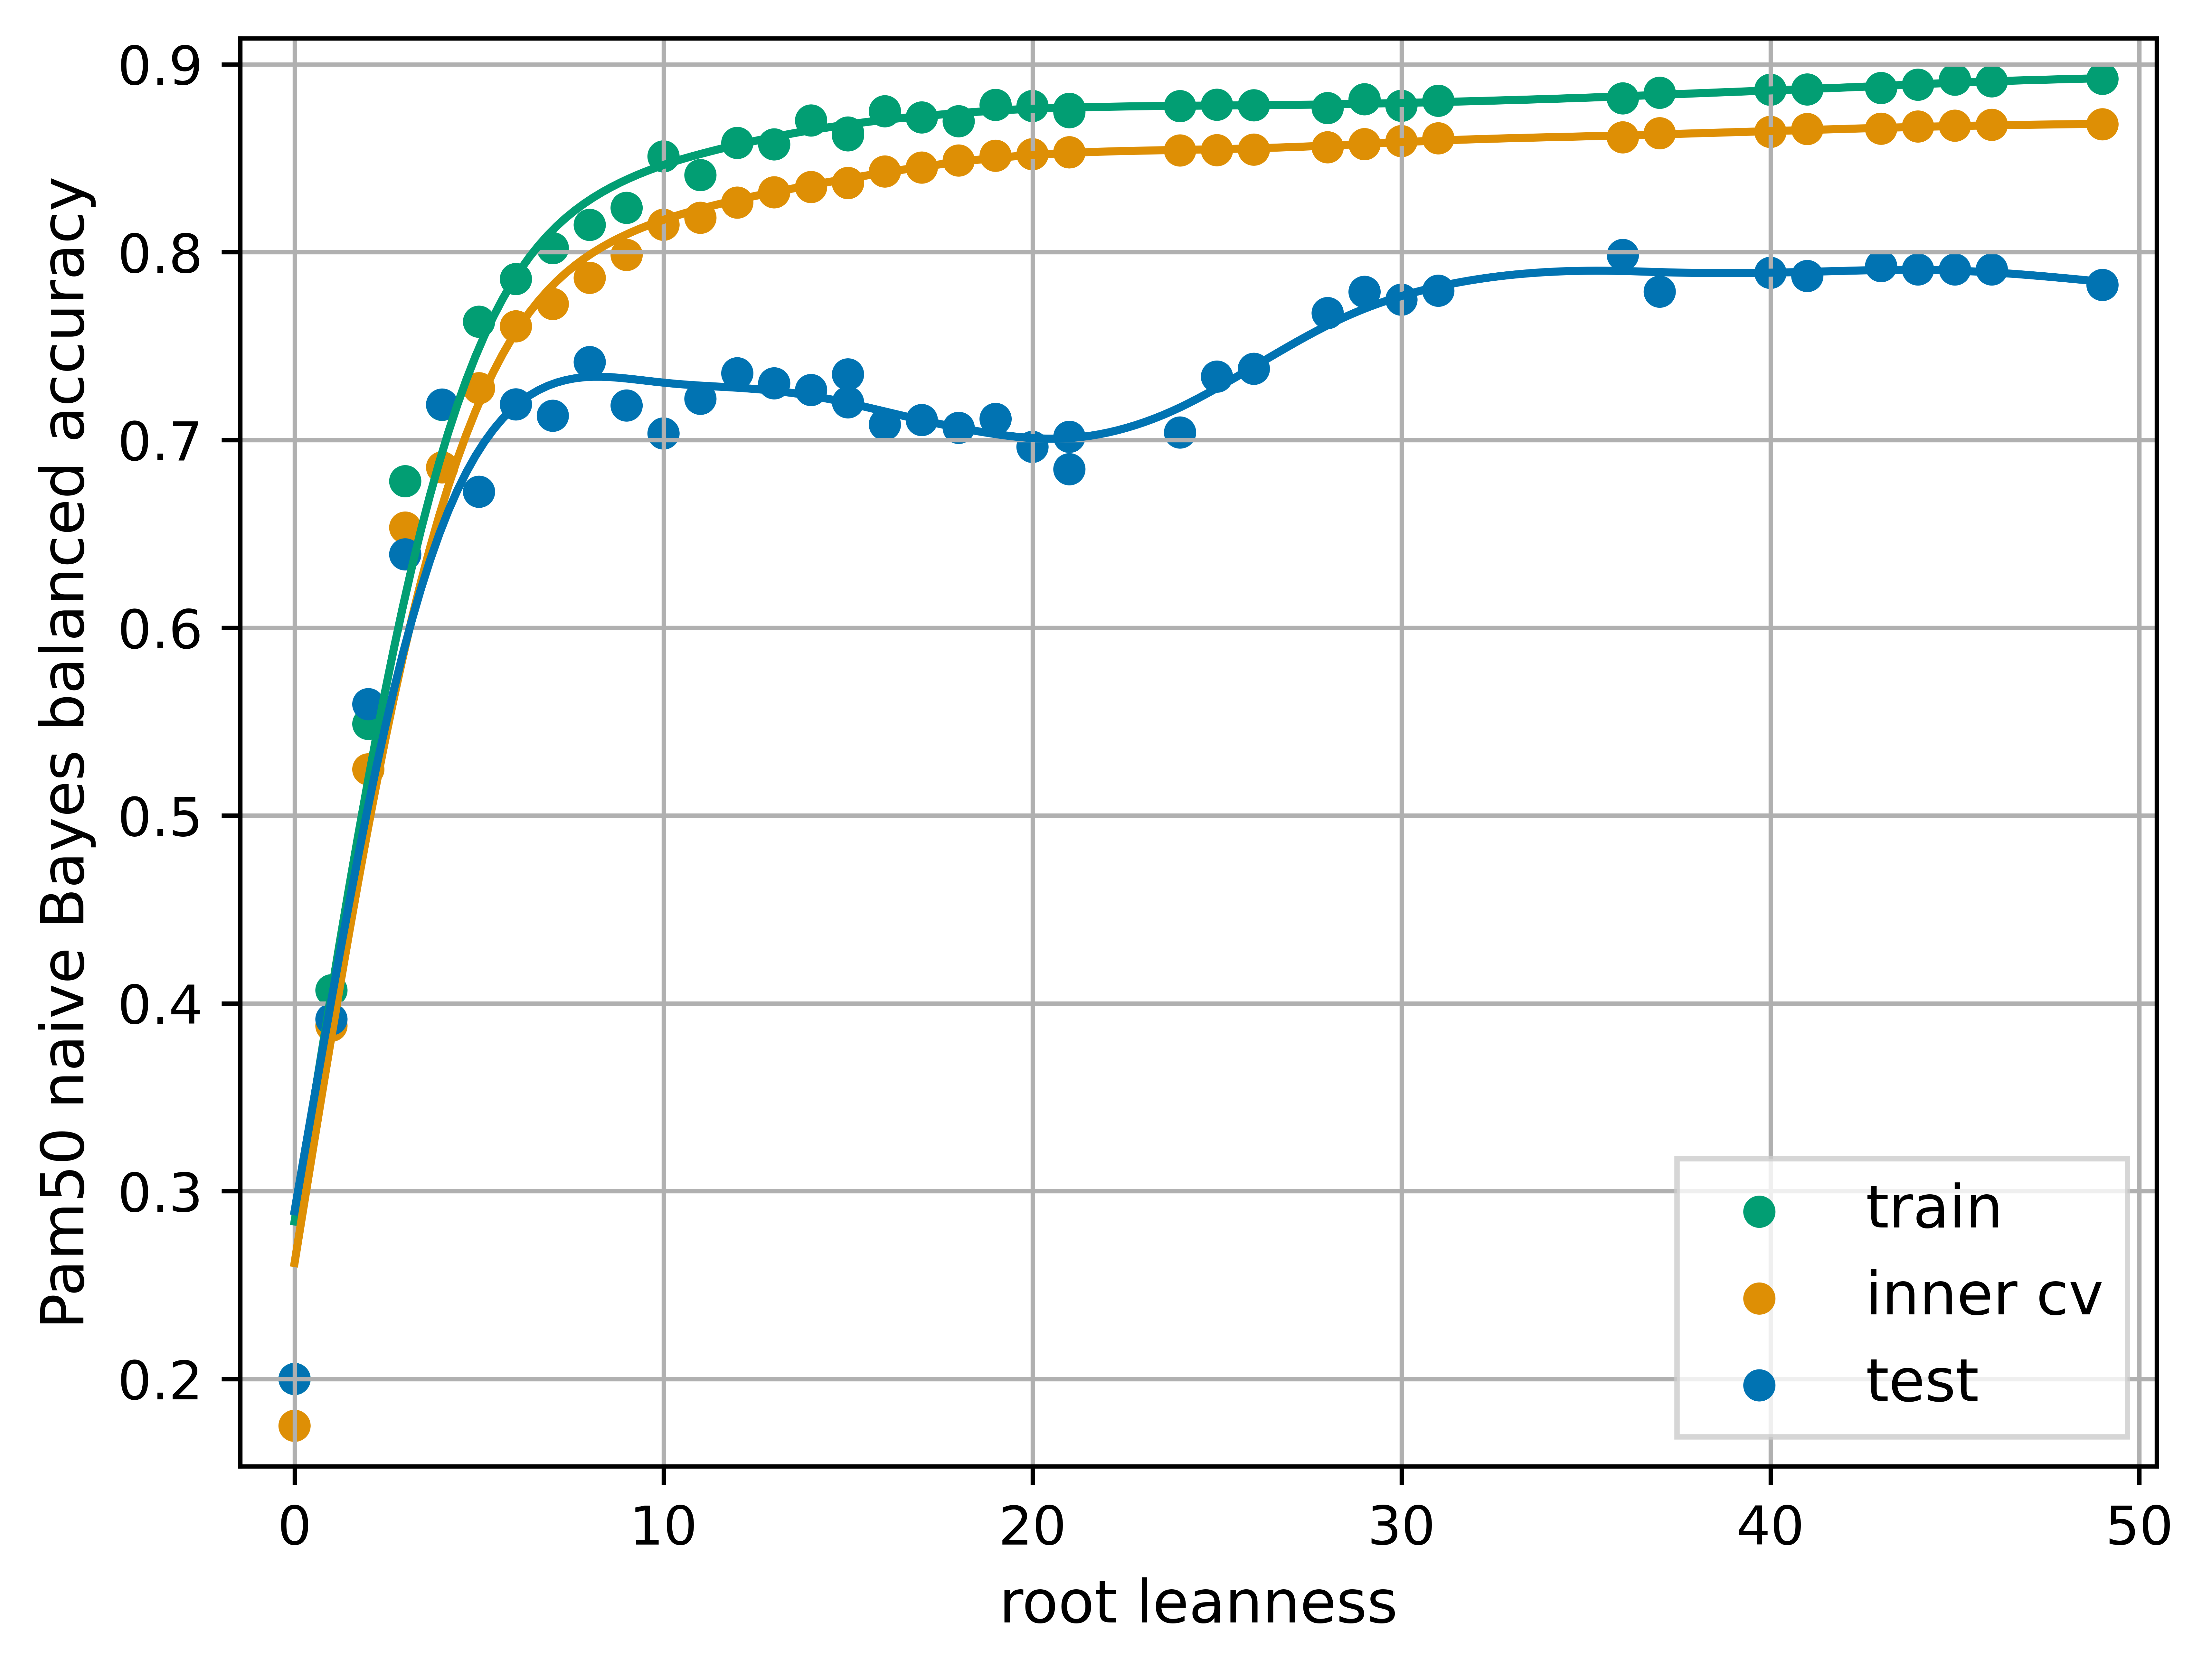 Pam50 naive Bayes balanced accuracy
0.9
0.8
0.7
0.6
0.5
0.4
0.3
0.2
0 10 20 30 40 50
root leanness
train
inner cv
test